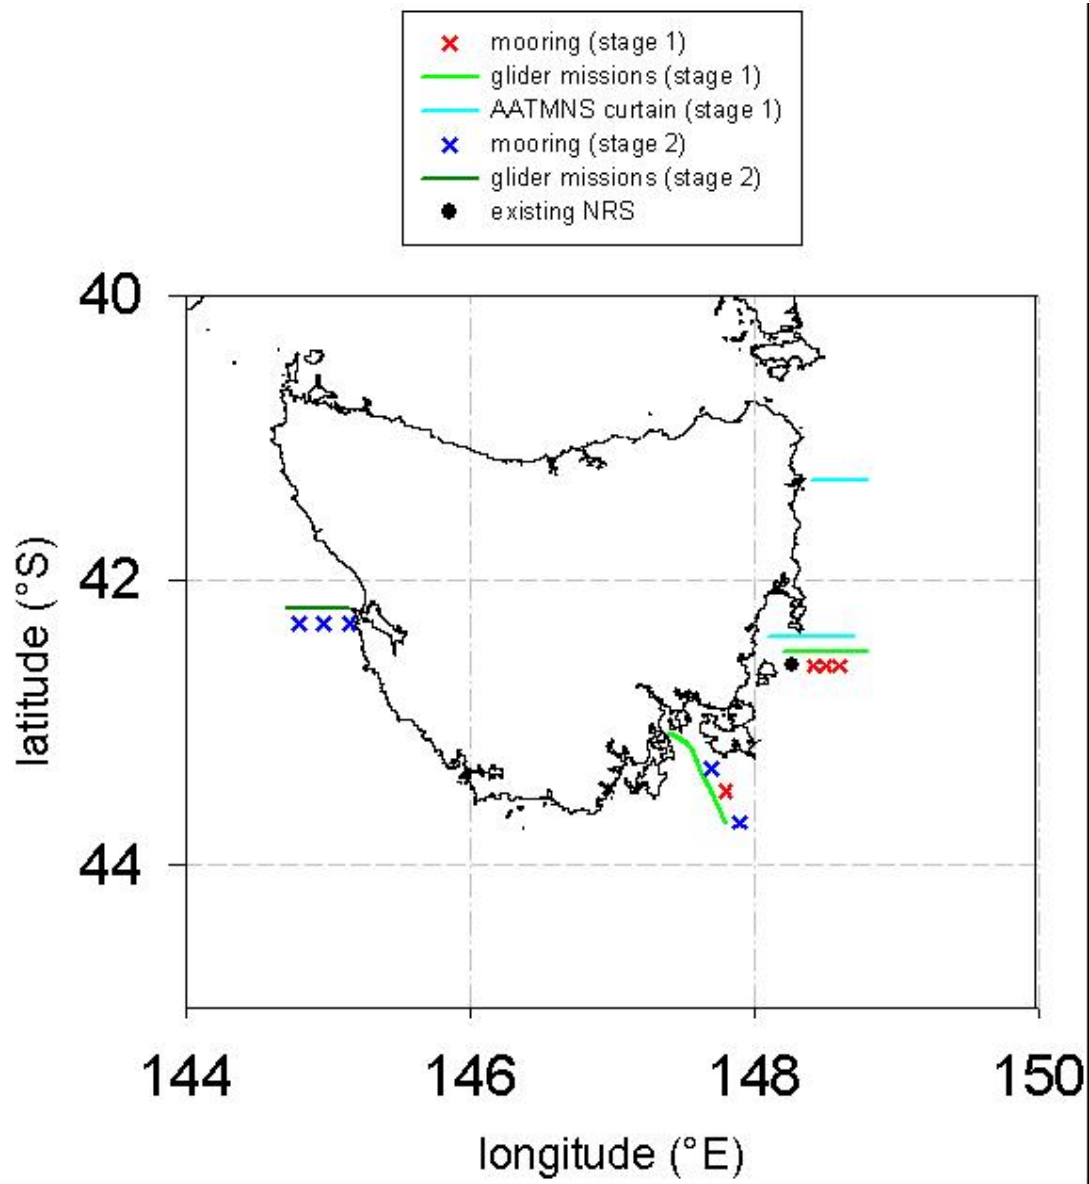 mooring (stage 1)
glider missions (stage 1)
AATMNS curtain (stage 1)
mooring (stage 2)
glider missions (stage 2)
existing NRS
40
42
44
latitude (°S)
144 146 148 150
longitude (°E)